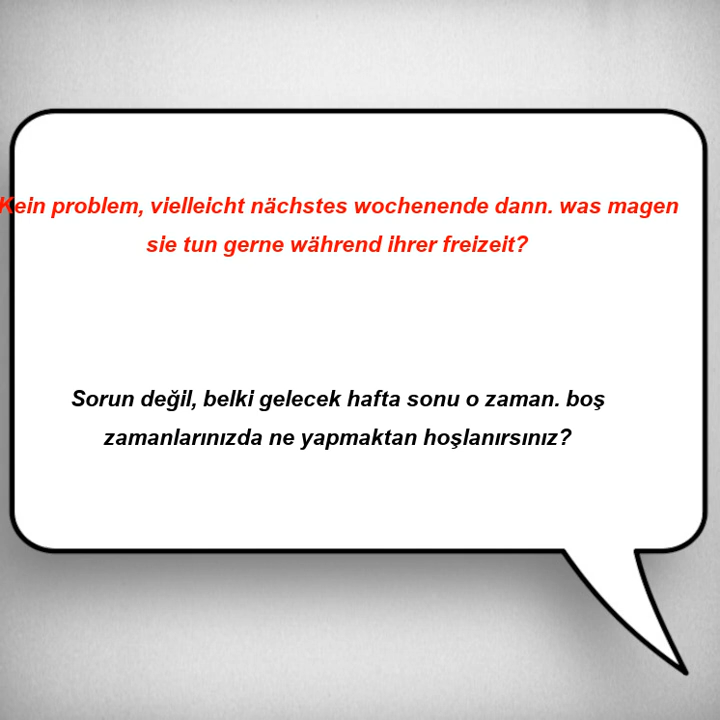 Kein problem, vielleicht nächstes wochenende dann. was magen
sie tun gerne während ihrer freizeit?
Sorun değil, belki gelecek hafta sonu o zaman. boş
zamanlarınızda ne yapmaktan hoşlanırsınız?